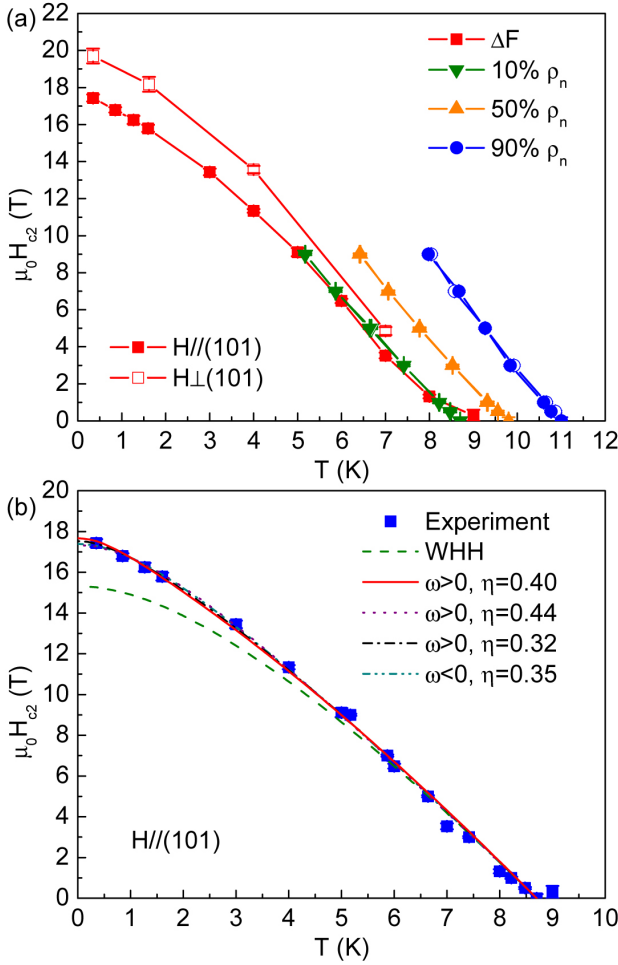 (a)
22
20
18
16
14
12
10
8
6
4
2
0
μ₀H_c2 (T)
ΔF
10% ρₙ
50% ρₙ
90% ρₙ
H//(101)
H⊥(101)
0 1 2 3 4 5 6 7 8 9 10 11 12
T (K)
(b)
20
18
16
14
12
10
8
6
4
2
0
μ₀H_c2 (T)
Experiment
WHH
ω>0, η=0.40
ω>0, η=0.44
ω>0, η=0.32
ω<0, η=0.35
H//(101)
0 1 2 3 4 5 6 7 8 9 10
T (K)